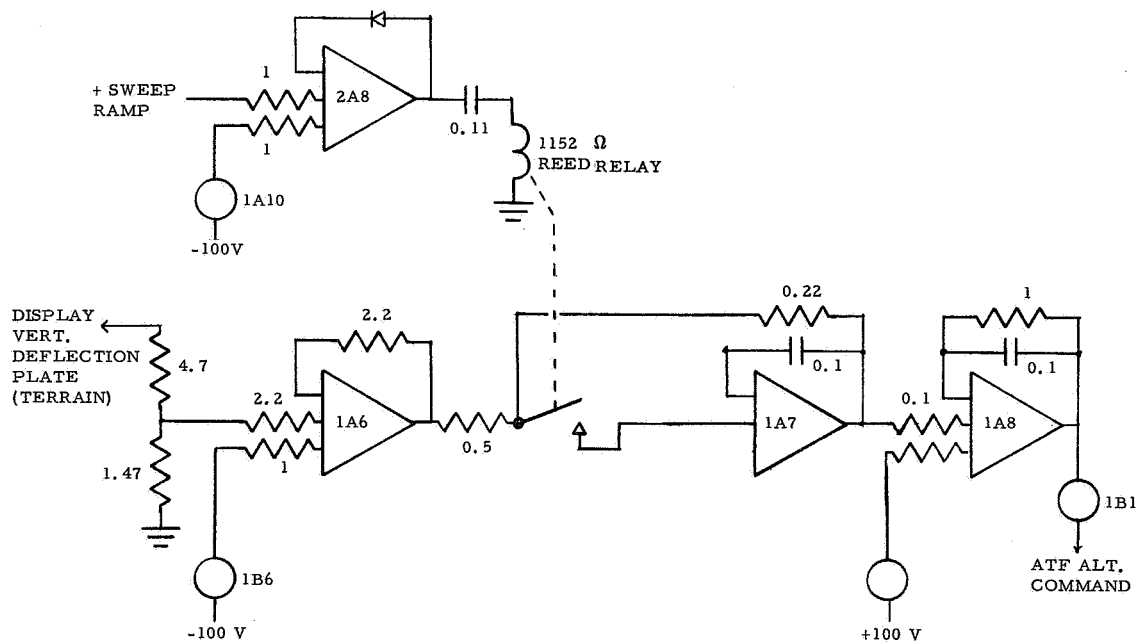 + SWEEP
RAMP
1
1
2A8
0.11
1152 Ω
REED RELAY
1A10
-100V
DISPLAY
VERT.
DEFLECTION
PLATE
(TERRAIN)
4.7
1.47
2.2
2.2
1
1A6
0.5
1B6
-100 V
0.22
0.1
1A7
1
0.1
0.1
1A8
+100 V
1B1
ATF ALT.
COMMAND